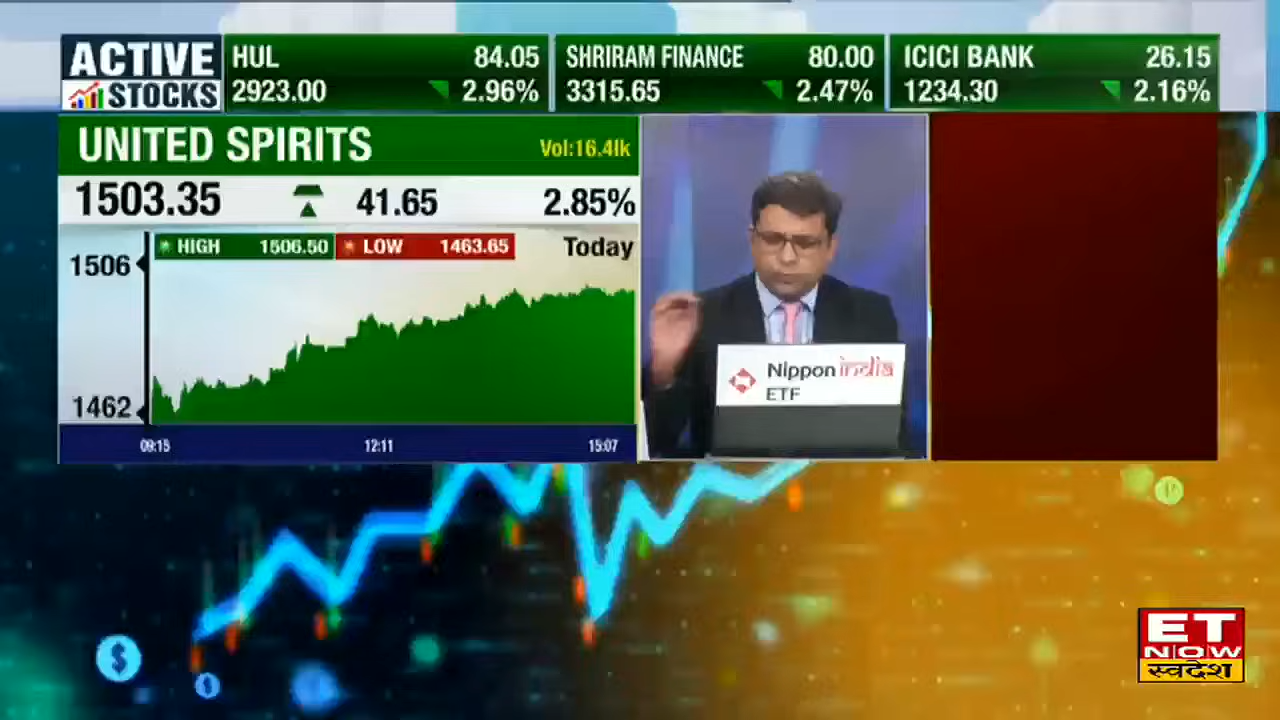 ACTIVE
STOCKS
HUL 84.05
2923.00 2.96%
SHRIRAM FINANCE 80.00
3315.65 2.47%
ICICI BANK 26.15
1234.30 2.16%
UNITED SPIRITS Vol:16.4lk
1503.35 41.65 2.85%
HIGH 1506.50 LOW 1463.65 Today
1506
1462
09:15 12:11 15:07
Nippon india
ETF
$
$
ET
NOW
स्वदेश